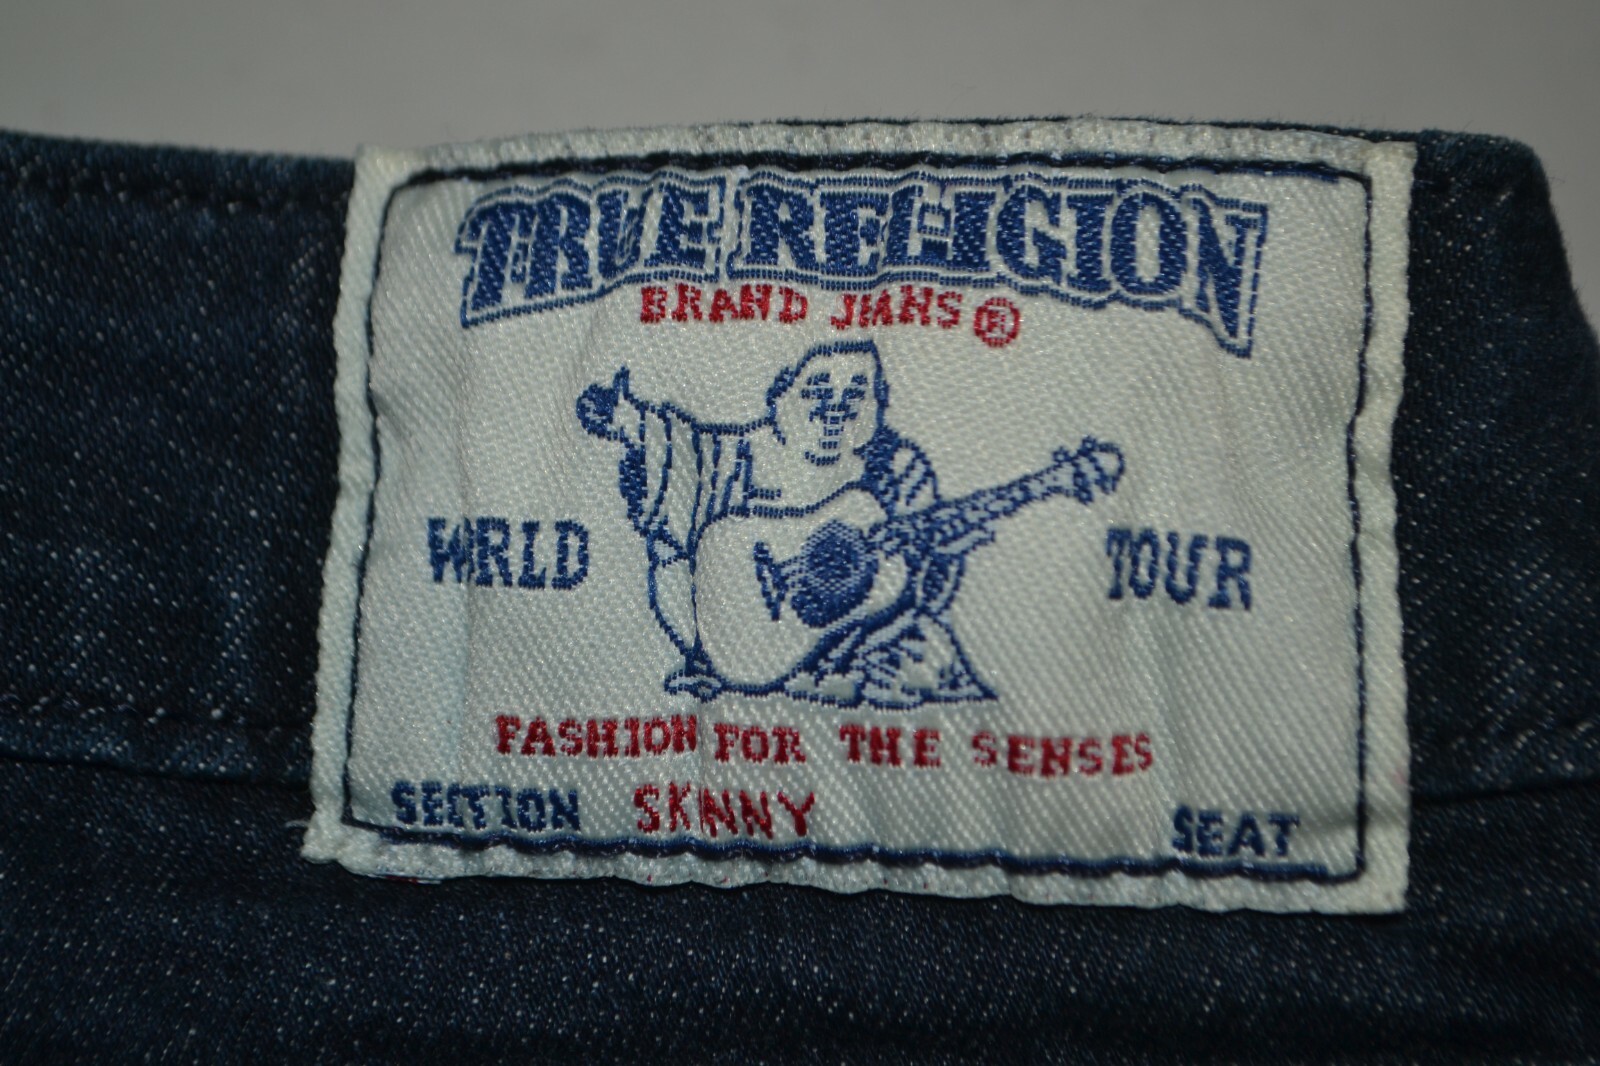 TRUE RELIGION
BRAND JEANS ®
WORLD TOUR
FASHION FOR THE SENSES
SECTION SKINNY SEAT